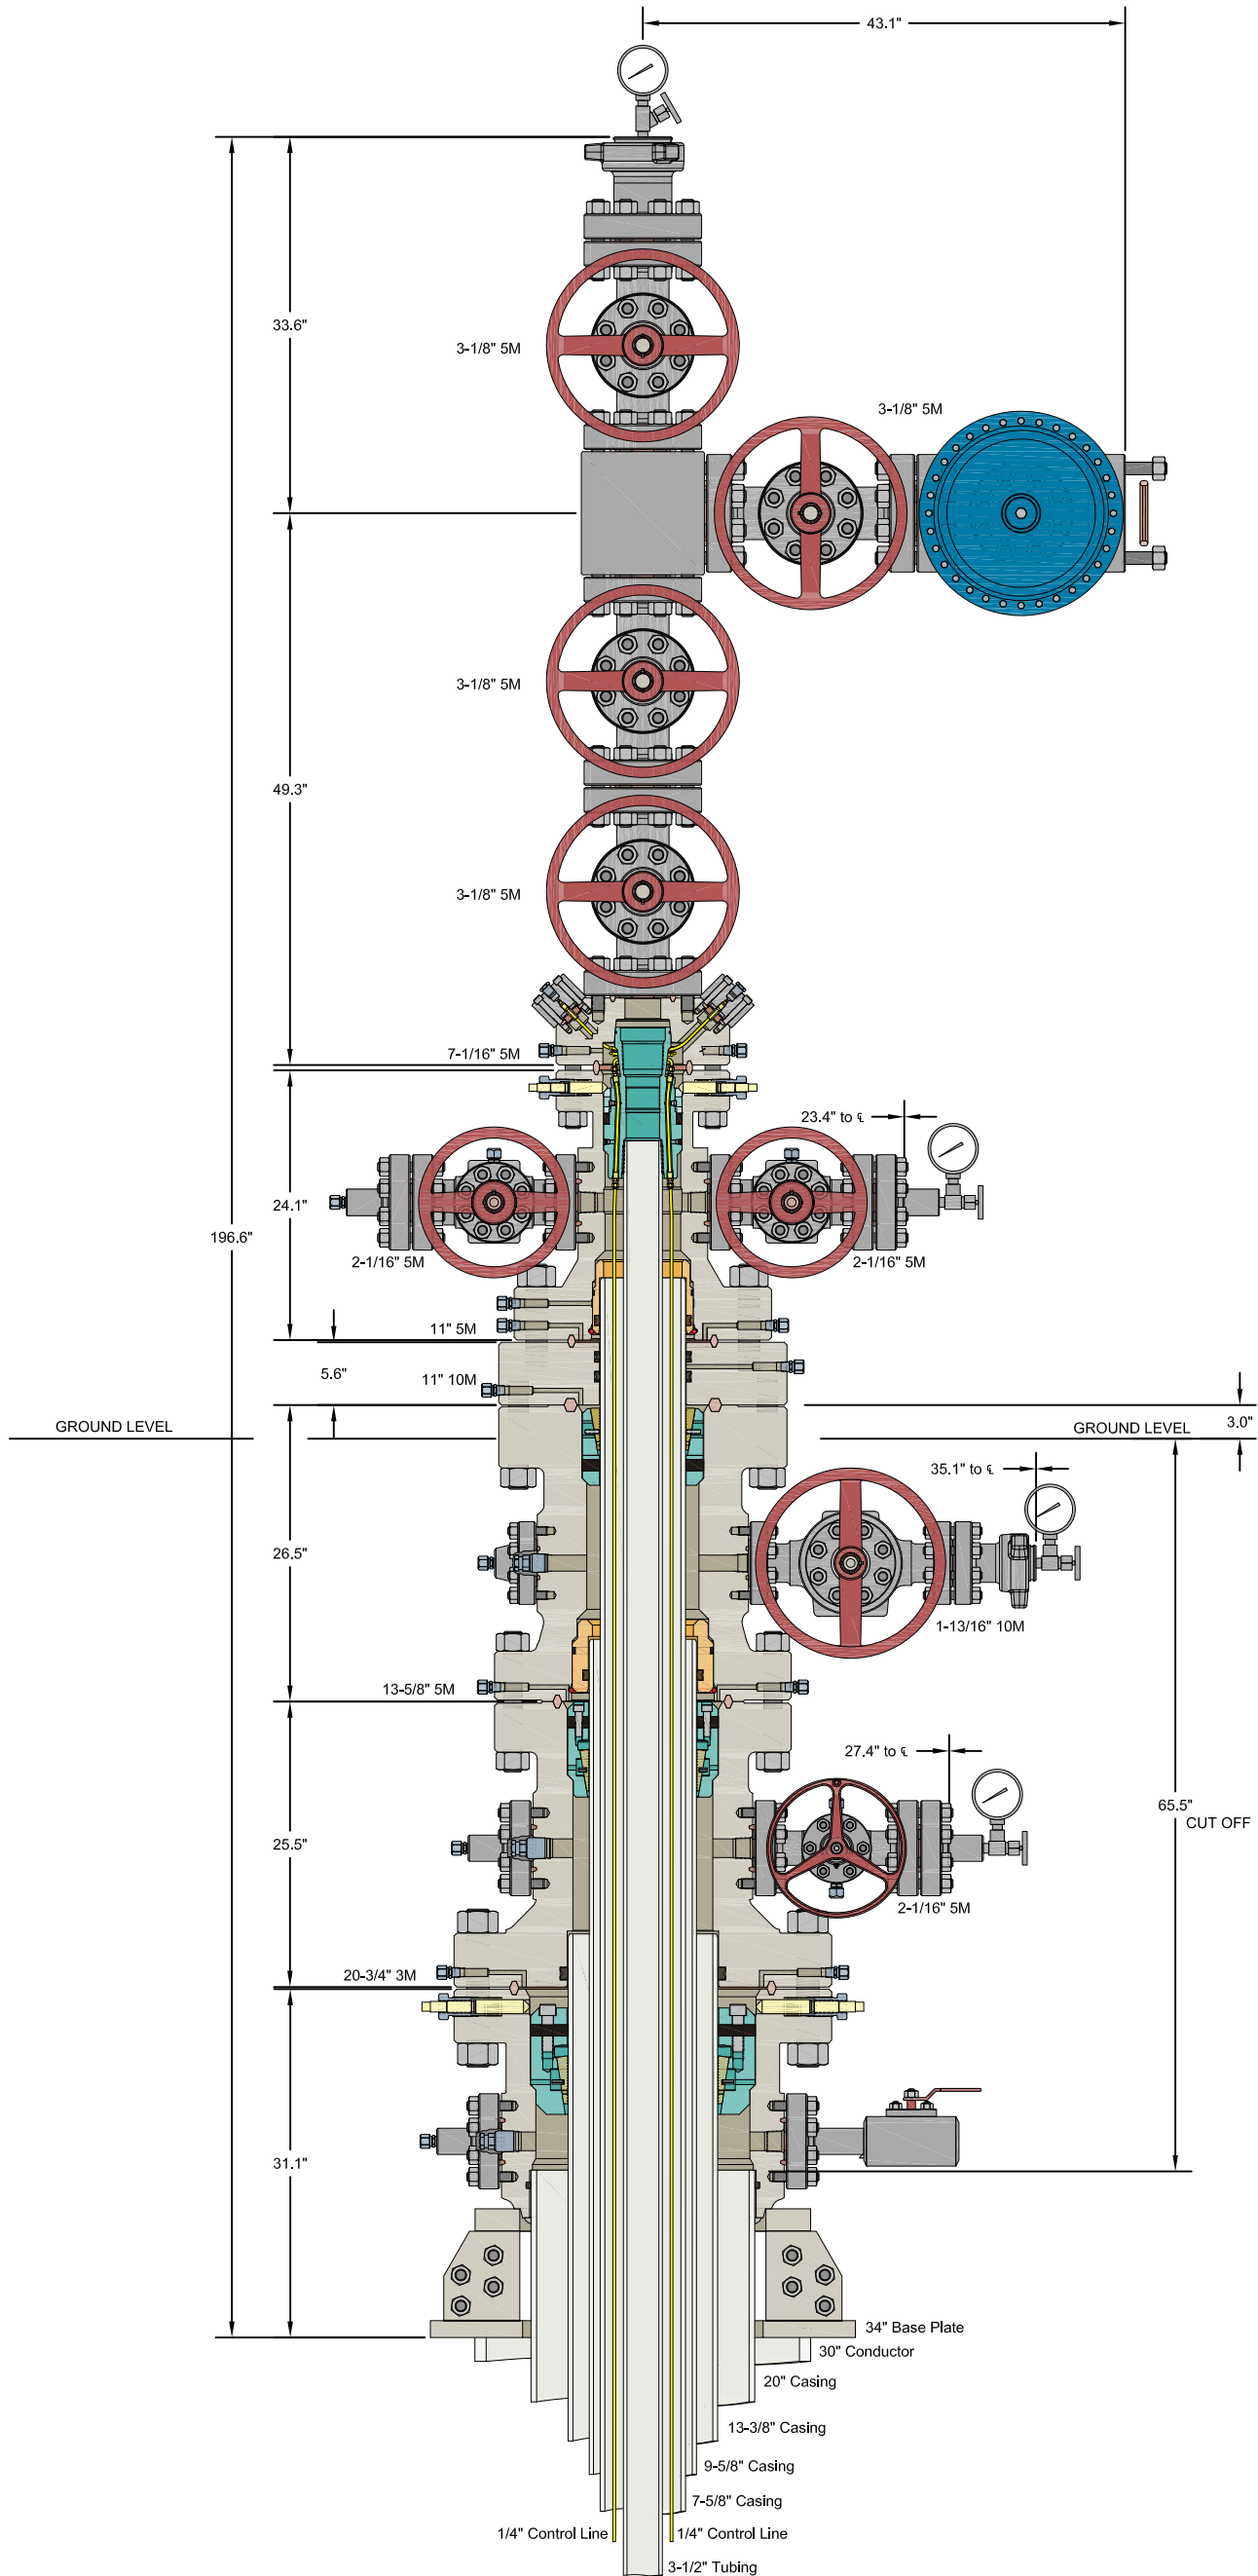 43.1"
33.6"
3-1/8" 5M
3-1/8" 5M
3-1/8" 5M
49.3"
3-1/8" 5M
7-1/16" 5M
23.4" to ℄
24.1"
196.6"
2-1/16" 5M
2-1/16" 5M
11" 5M
5.6"
11" 10M
3.0"
GROUND LEVEL
GROUND LEVEL
35.1" to ℄
26.5"
1-13/16" 10M
13-5/8" 5M
27.4" to ℄
65.5"
CUT OFF
25.5"
2-1/16" 5M
20-3/4" 3M
31.1"
34" Base Plate
30" Conductor
20" Casing
13-3/8" Casing
9-5/8" Casing
7-5/8" Casing
1/4" Control Line
1/4" Control Line
3-1/2" Tubing